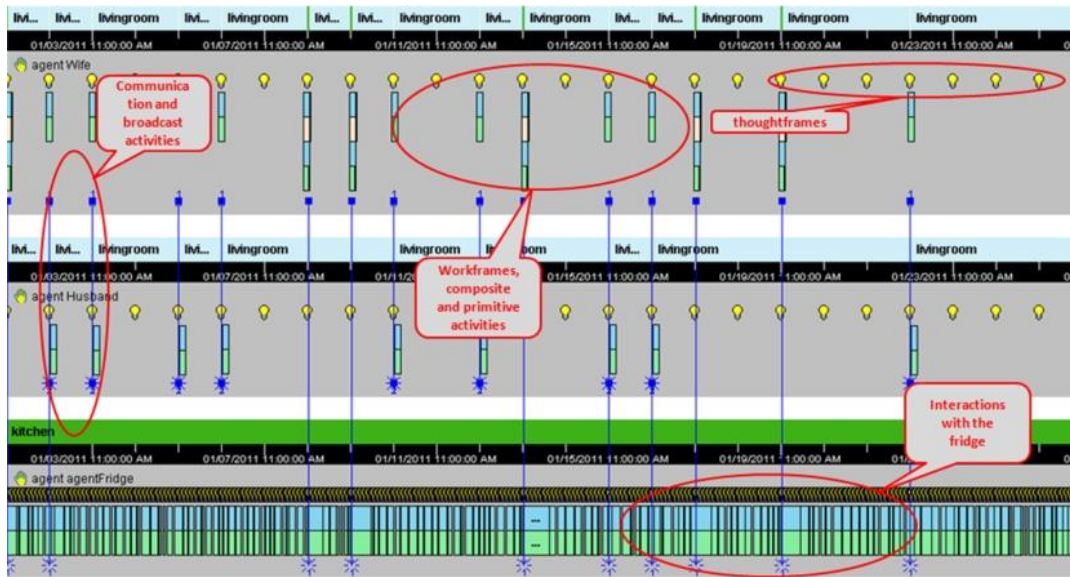 livi... livi... livingroom livi... livingroom livi... livi... livingroom livi... livingroom livi... livi... livingroom livingroom livingroom
01/03/2011 11:00:00 AM 01/07/2011 11:00:00 AM 01/11/2011 11:00:00 AM 01/15/2011 11:00:00 AM 01/19/2011 11:00:00 AM 01/23/2011 11:00:00 AM
agent Wife
Communica
tion and
broadcast
activities
thoughtframes
livi... livi... livingroom livi... livingroom livingroom livi... livingroom livingroom
01/03/2011 11:00:00 AM 01/07/2011 11:00:00 AM 01/15/2011 11:00:00 AM 01/19/2011 11:00:00 AM 01/23/2011 11:00:00 AM
agent Husband
Workframes,
composite
and primitive
activities
Interactions
with the
fridge
kitchen
01/03/2011 11:00:00 AM 01/07/2011 11:00:00 AM 01/11/2011 11:00:00 AM 01/15/2011 11:00:00 AM 01/19/2011 11:00:00 AM
agent agentFridge
...
...